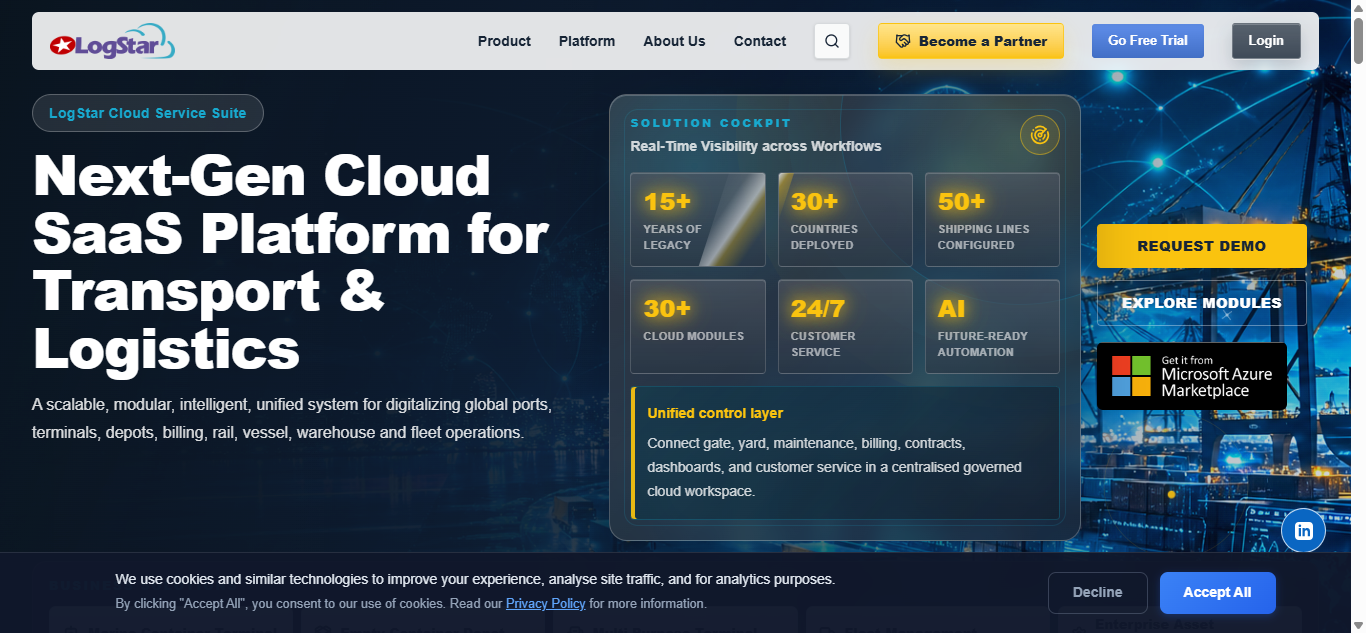 LogStar
Product
Platform
About Us
Contact
Become a Partner
Go Free Trial
Login
LogStar Cloud Service Suite
Next-Gen Cloud
SaaS Platform for
Transport &
Logistics
A scalable, modular, intelligent, unified system for digitalizing global ports,
terminals, depots, billing, rail, vessel, warehouse and fleet operations.
SOLUTION COCKPIT
Real-Time Visibility across Workflows
15+
YEARS OF
LEGACY
30+
COUNTRIES
DEPLOYED
50+
SHIPPING LINES
CONFIGURED
30+
CLOUD MODULES
24/7
CUSTOMER
SERVICE
AI
FUTURE-READY
AUTOMATION
Unified control layer
Connect gate, yard, maintenance, billing, contracts,
dashboards, and customer service in a centralised governed
cloud workspace.
REQUEST DEMO
EXPLORE MODULES
Get it from
Microsoft Azure
Marketplace
in
We use cookies and similar technologies to improve your experience, analyse site traffic, and for analytics purposes.
By clicking "Accept All", you consent to our use of cookies. Read our Privacy Policy for more information.
Decline
Accept All
Enterprise Asset